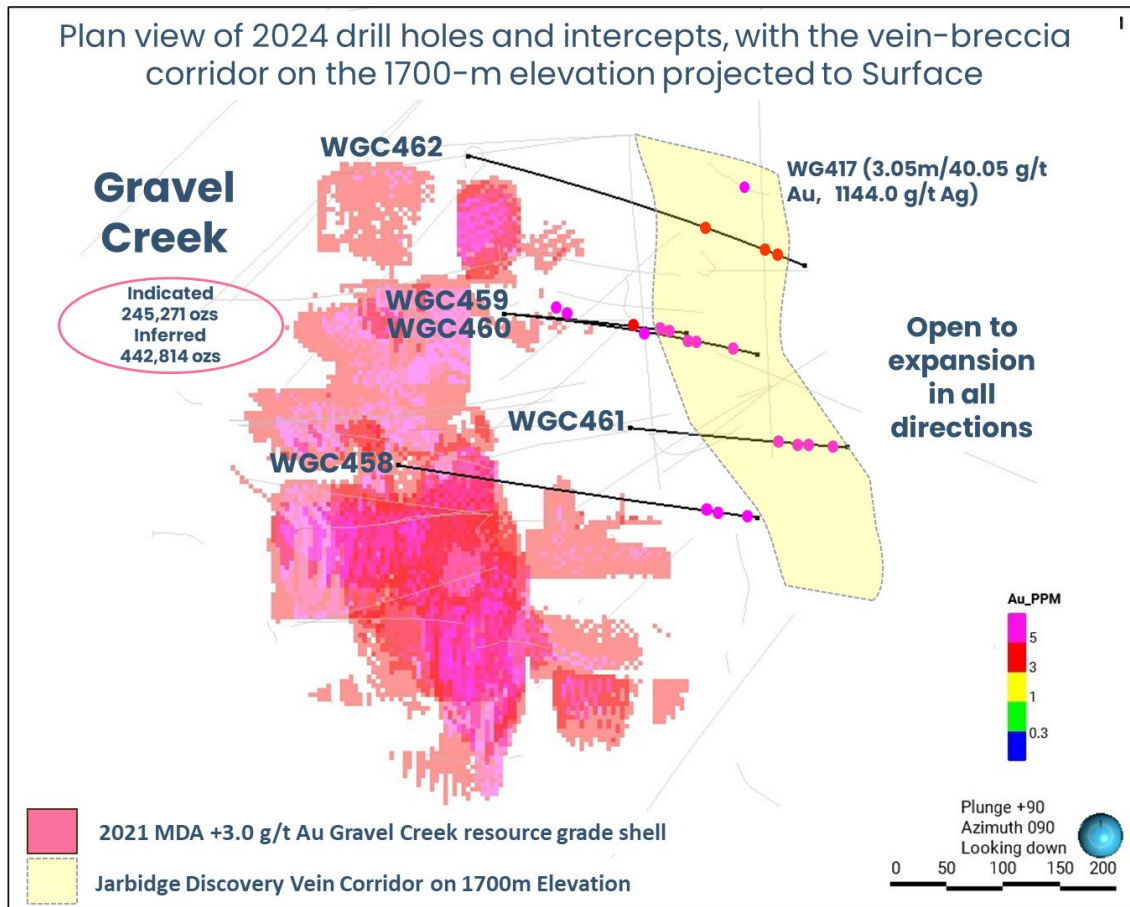 Plan view of 2024 drill holes and intercepts, with the vein-breccia
corridor on the 1700-m elevation projected to Surface
WGC462
WG417 (3.05m/40.05 g/t
Au, 1144.0 g/t Ag)
Gravel
Creek
Indicated
245,271 ozs
Inferred
442,814 ozs
WGC459
WGC460
Open to
expansion
in all
directions
WGC461
WGC458
Au_PPM
5
3
1
0.3
2021 MDA +3.0 g/t Au Gravel Creek resource grade shell
Jarbidge Discovery Vein Corridor on 1700m Elevation
Plunge +90
Azimuth 090
Looking down
0 50 100 150 200